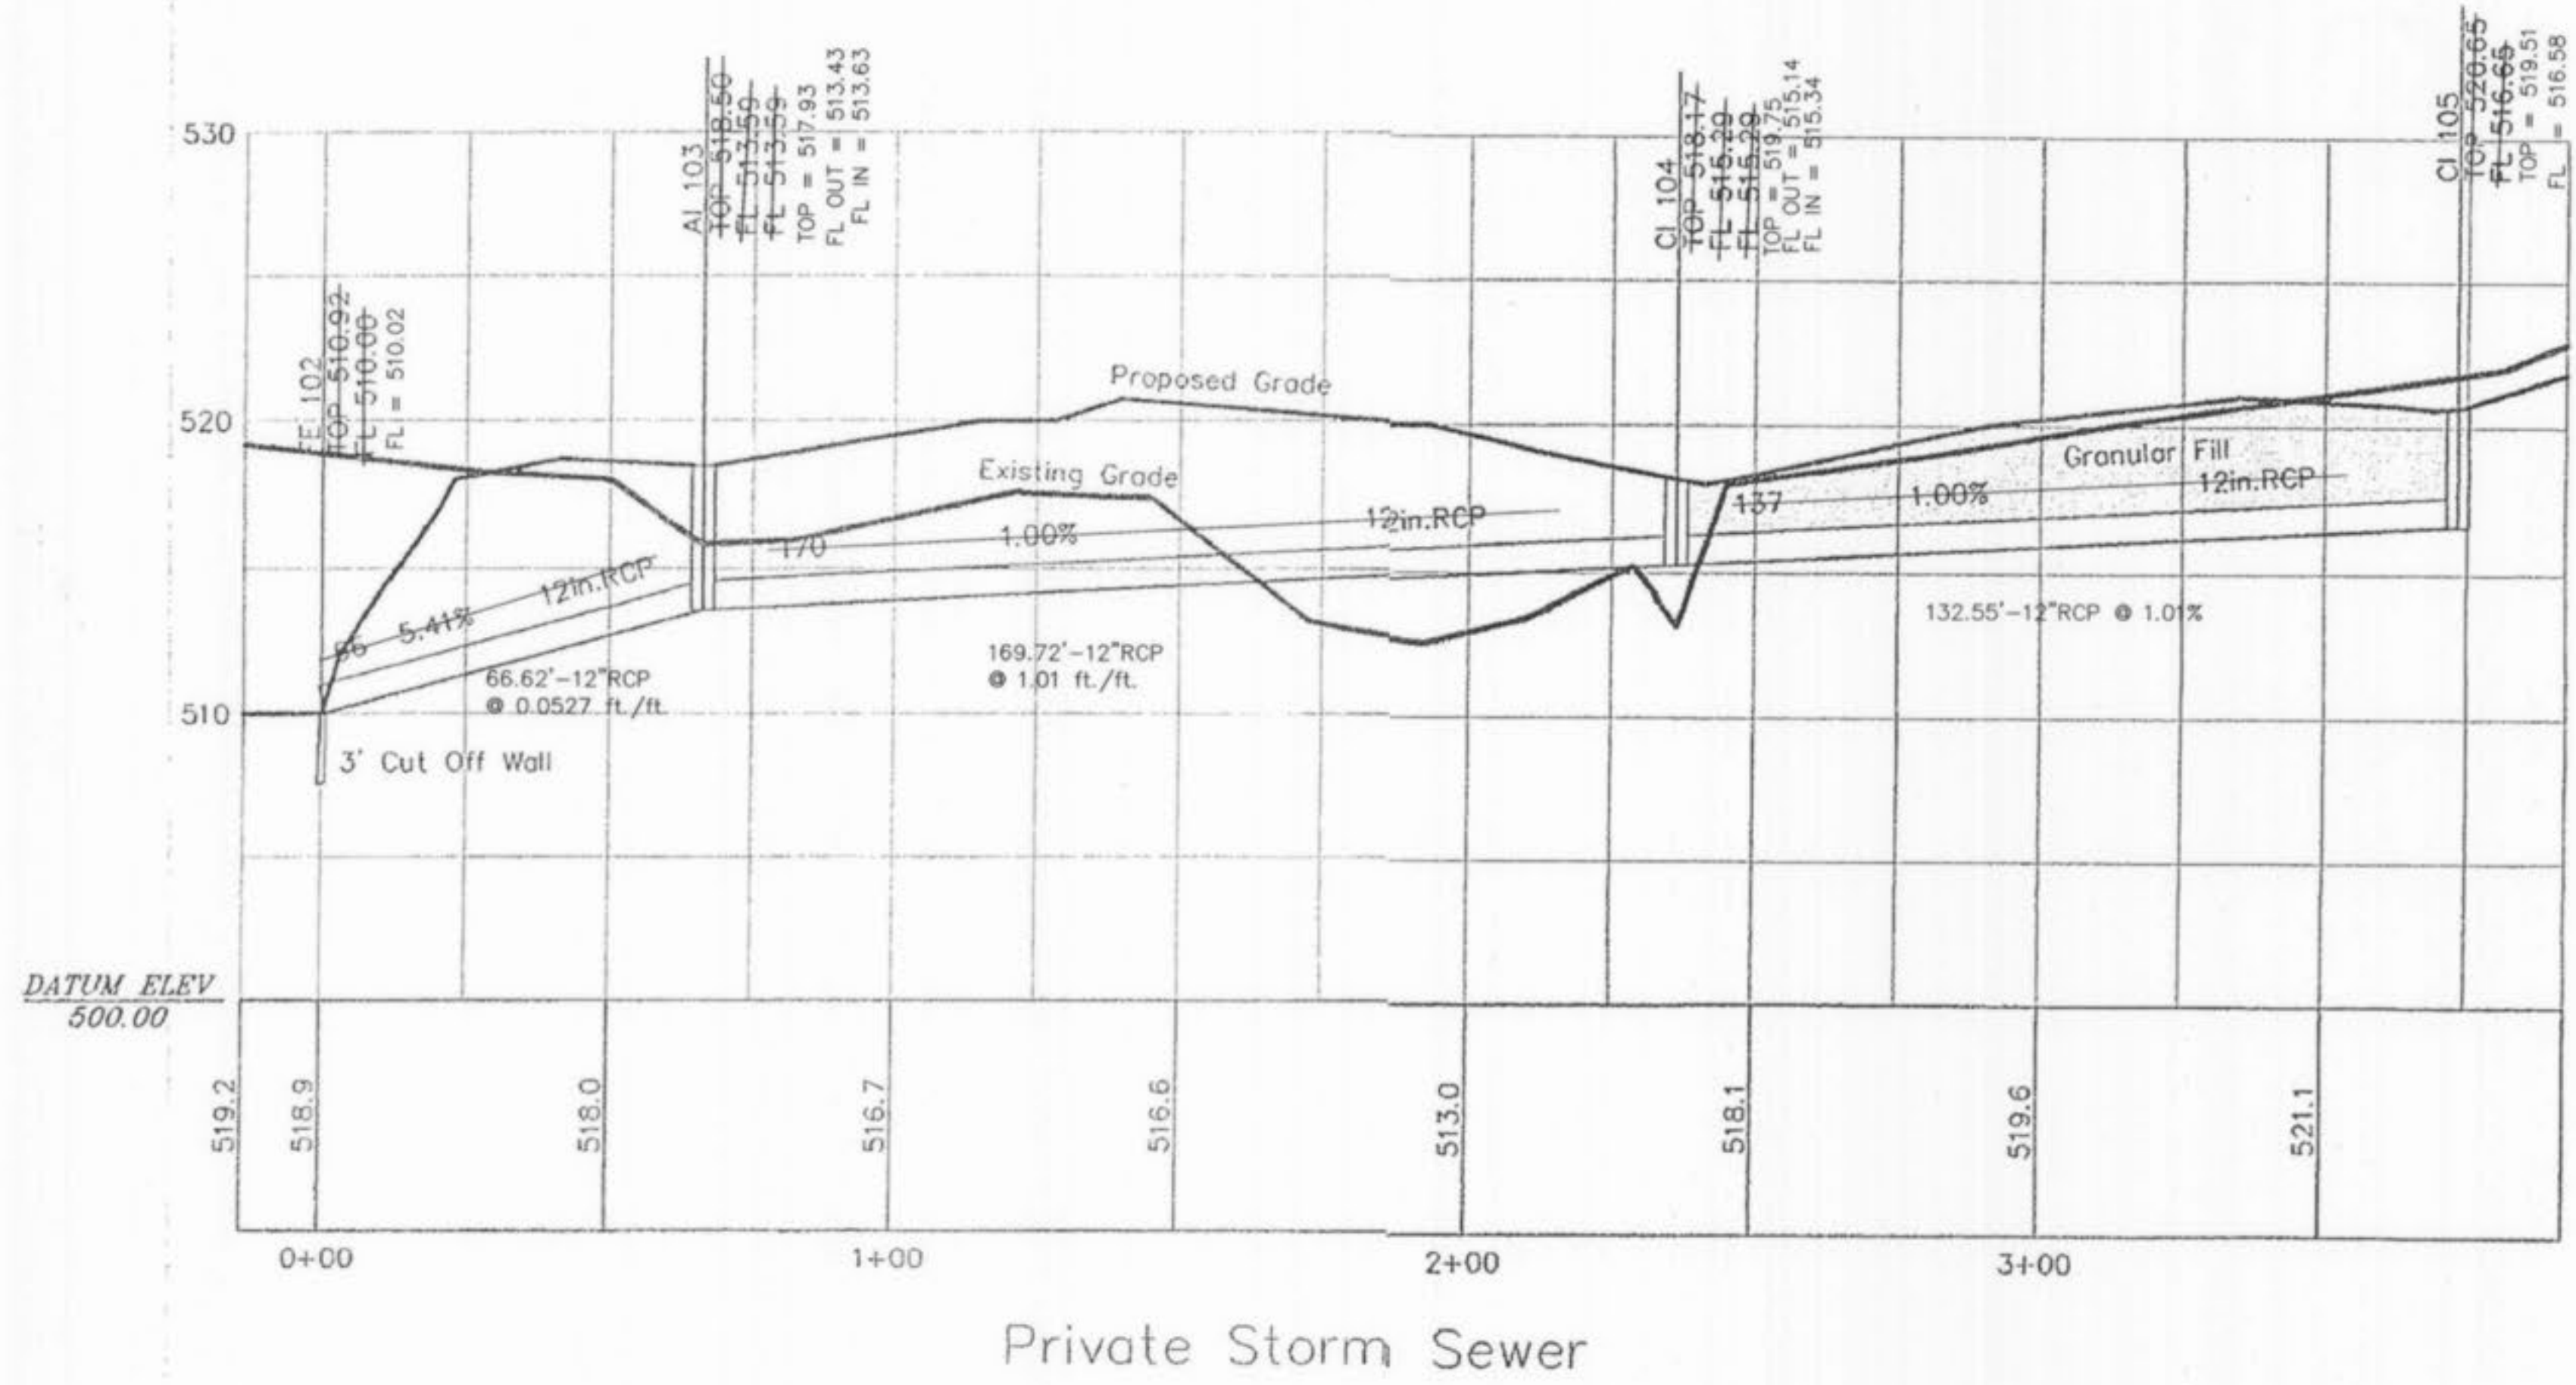 530
520
510
DATUM ELEV
500.00
FE 102
TOP 510.92
FL 510.00
FL = 510.02
AI 103
TOP 518.50
FL 513.59
FL 513.59
TOP = 517.93
FL OUT = 513.43
FL IN = 513.63
CI 104
TOP 518.17
FL 515.29
FL 515.29
TOP = 519.75
FL OUT = 515.14
FL IN = 515.34
CI 105
TOP 520.65
FL 516.65
TOP = 519.51
FL = 516.58
Proposed Grade
Existing Grade
Granular Fill
5.41%
12in.RCP
170
1.00%
12in.RCP
137
1.00%
12in.RCP
66.62'-12"RCP
@ 0.0527 ft./ft.
169.72'-12"RCP
@ 1.01 ft./ft.
132.55'-12"RCP @ 1.01%
3' Cut Off Wall
519.2
518.9
518.0
516.7
516.6
513.0
518.1
519.6
521.1
0+00
1+00
2+00
3+00
Private Storm Sewer